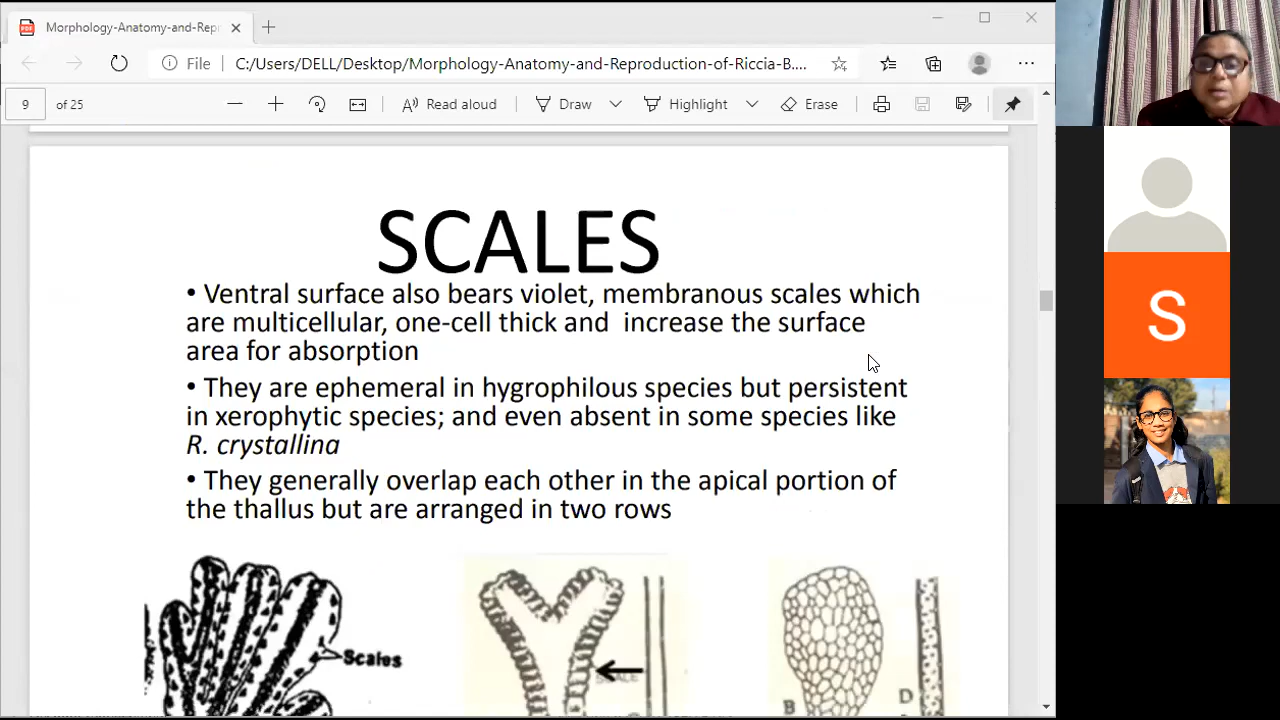 Morphology-Anatomy-and-Repr
File
C:/Users/DELL/Desktop/Morphology-Anatomy-and-Reproduction-of-Riccia-B....
9 of 25
Read aloud
Draw
Highlight
Erase
SCALES
• Ventral surface also bears violet, membranous scales which
are multicellular, one-cell thick and increase the surface
area for absorption
• They are ephemeral in hygrophilous species but persistent
in xerophytic species; and even absent in some species like
R. crystallina
• They generally overlap each other in the apical portion of
the thallus but are arranged in two rows
Scales
SCALE
B
D
S